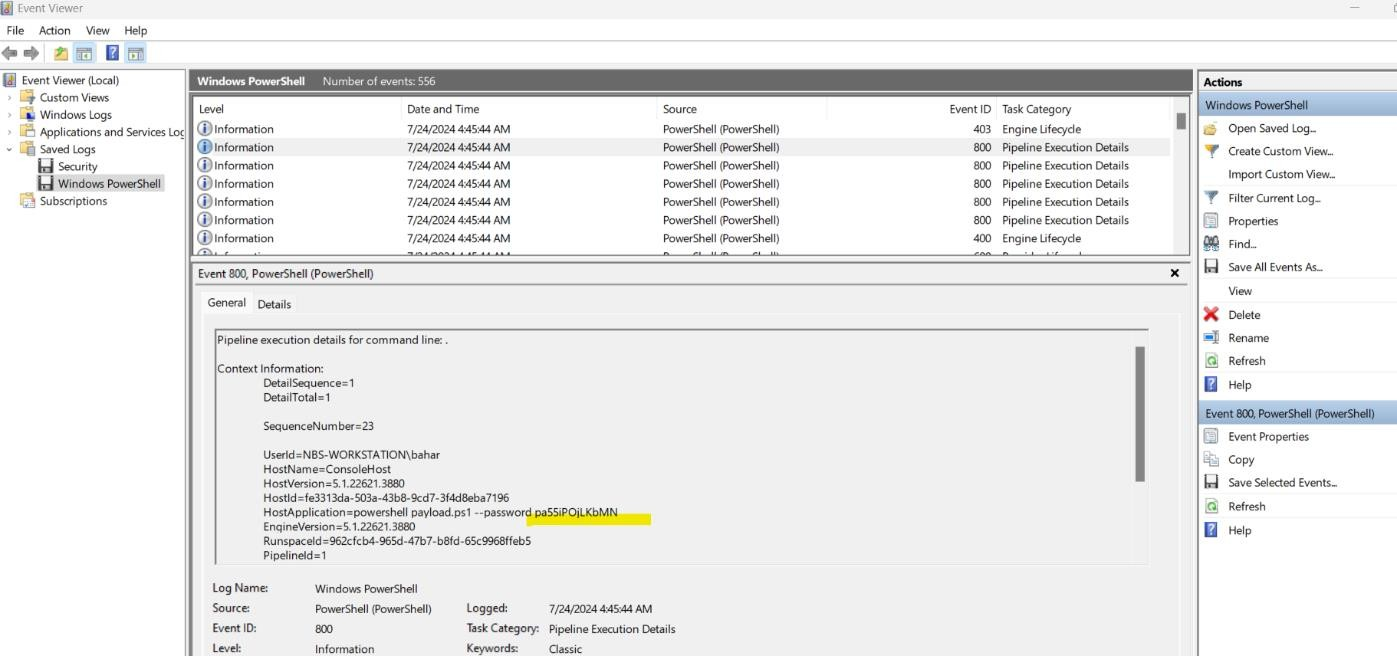 Event Viewer
File Action View Help
Event Viewer (Local)
Custom Views
Windows Logs
Applications and Services Log
Saved Logs
Security
Windows PowerShell
Subscriptions
Windows PowerShell Number of events: 556
Level Date and Time Source Event ID Task Category
Information 7/24/2024 4:45:44 AM PowerShell (PowerShell) 403 Engine Lifecycle
Information 7/24/2024 4:45:44 AM PowerShell (PowerShell) 800 Pipeline Execution Details
Information 7/24/2024 4:45:44 AM PowerShell (PowerShell) 800 Pipeline Execution Details
Information 7/24/2024 4:45:44 AM PowerShell (PowerShell) 800 Pipeline Execution Details
Information 7/24/2024 4:45:44 AM PowerShell (PowerShell) 800 Pipeline Execution Details
Information 7/24/2024 4:45:44 AM PowerShell (PowerShell) 800 Pipeline Execution Details
Information 7/24/2024 4:45:44 AM PowerShell (PowerShell) 400 Engine Lifecycle
Event 800, PowerShell (PowerShell)
General Details
Pipeline execution details for command line: .
Context Information:
DetailSequence=1
DetailTotal=1
SequenceNumber=23
UserId=NBS-WORKSTATION\bahar
HostName=ConsoleHost
HostVersion=5.1.22621.3880
HostId=fe3313da-503a-43b8-9cd7-3f4d8eba7196
HostApplication=powershell payload.ps1 --password pa55iPOjLKbMN
EngineVersion=5.1.22621.3880
RunspaceId=962cfcb4-965d-47b7-b8fd-65c9968ffeb5
PipelineId=1
Log Name: Windows PowerShell
Source: PowerShell (PowerShell) Logged: 7/24/2024 4:45:44 AM
Event ID: 800 Task Category: Pipeline Execution Details
Level: Information Keywords: Classic
Actions
Windows PowerShell
Open Saved Log...
Create Custom View...
Import Custom View...
Filter Current Log...
Properties
Find...
Save All Events As...
View
Delete
Rename
Refresh
Help
Event 800, PowerShell (PowerShell)
Event Properties
Copy
Save Selected Events...
Refresh
Help